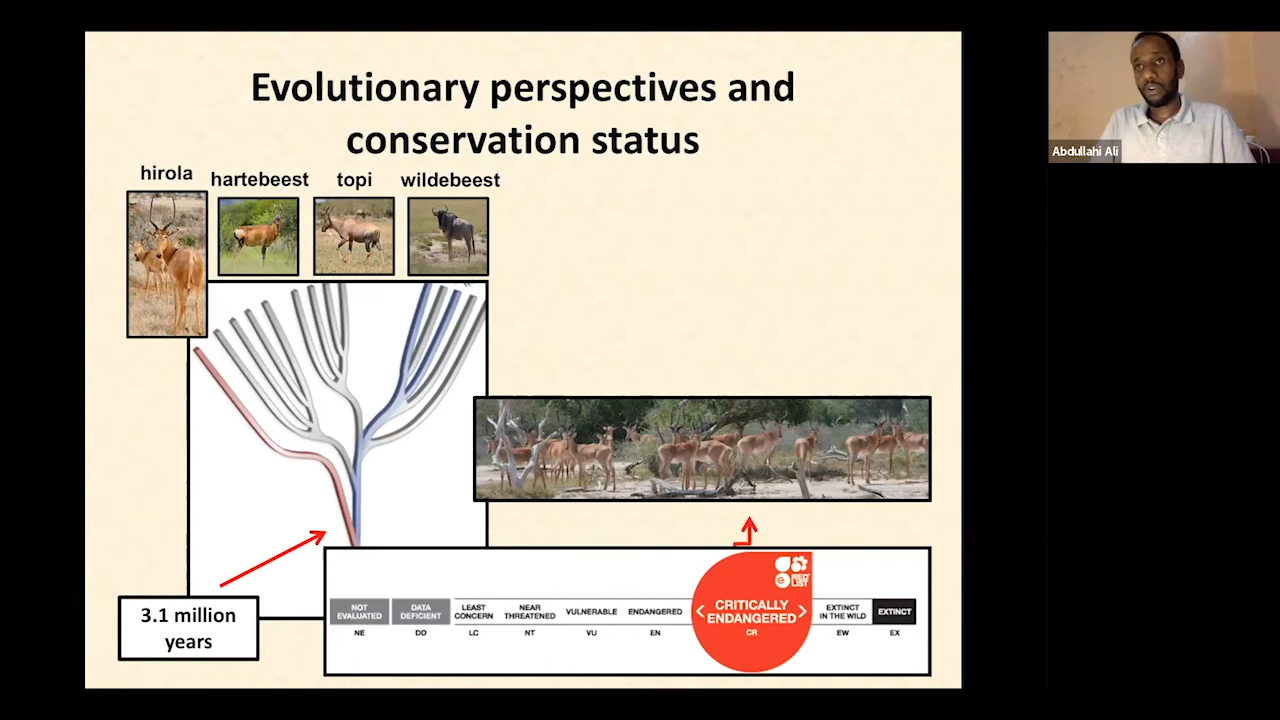 Evolutionary perspectives and
conservation status
Abdullahi Ali
hirola
hartebeest
topi
wildebeest
3.1 million
years
RED
LIST
NOT
EVALUATED
NE
DATA
DEFICIENT
DD
LEAST
CONCERN
LC
NEAR
THREATENED
NT
VULNERABLE
VU
ENDANGERED
EN
< CRITICALLY ENDANGERED >
CR
EXTINCT
IN THE WILD
EW
EXTINCT
EX